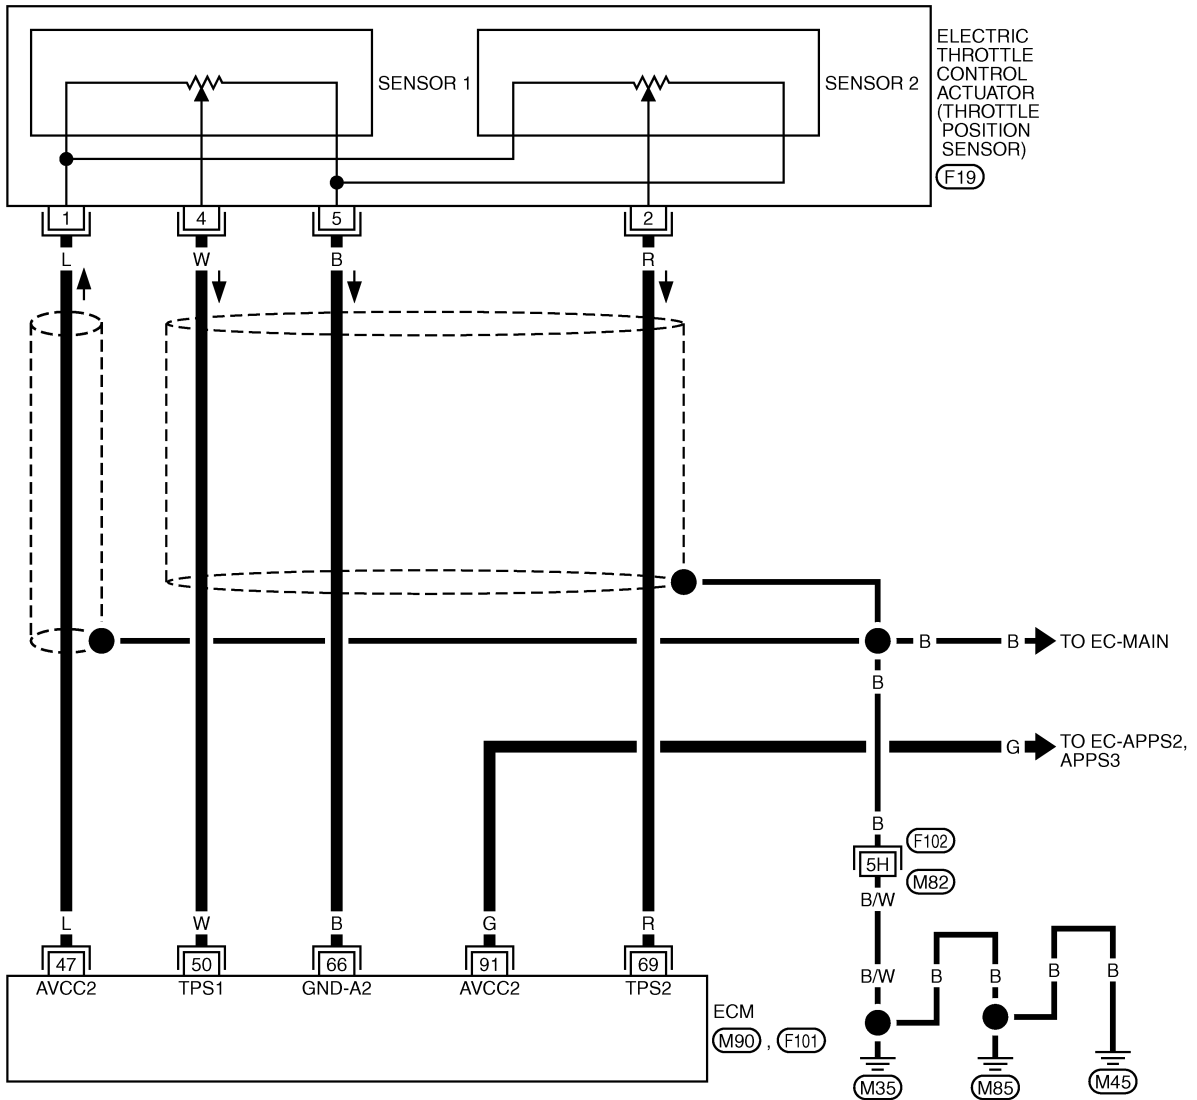 SENSOR 1
SENSOR 2
ELECTRIC
THROTTLE
CONTROL
ACTUATOR
(THROTTLE
POSITION
SENSOR)
F19
1
4
5
2
L
W
B
R
B
B
TO EC-MAIN
B
G
TO EC-APPS2,
APPS3
B
F102
5H
M82
B/W
L
W
B
G
R
47
50
66
91
69
B/W
B
B
B
B
AVCC2
TPS1
GND-A2
AVCC2
TPS2
ECM
M90 , F101
M35
M85
M45